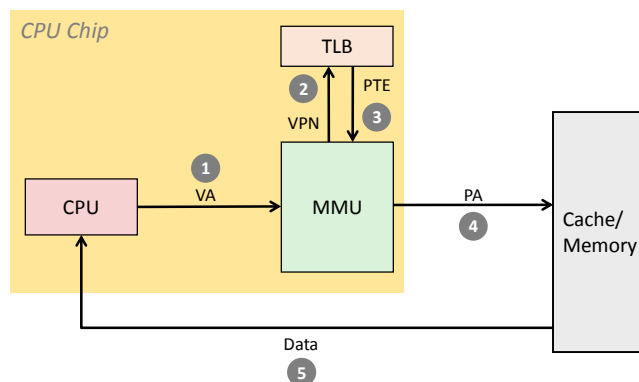 CPU Chip
TLB
2
PTE
VPN
3
1
VA
CPU
MMU
PA
4
Cache/
Memory
Data
5